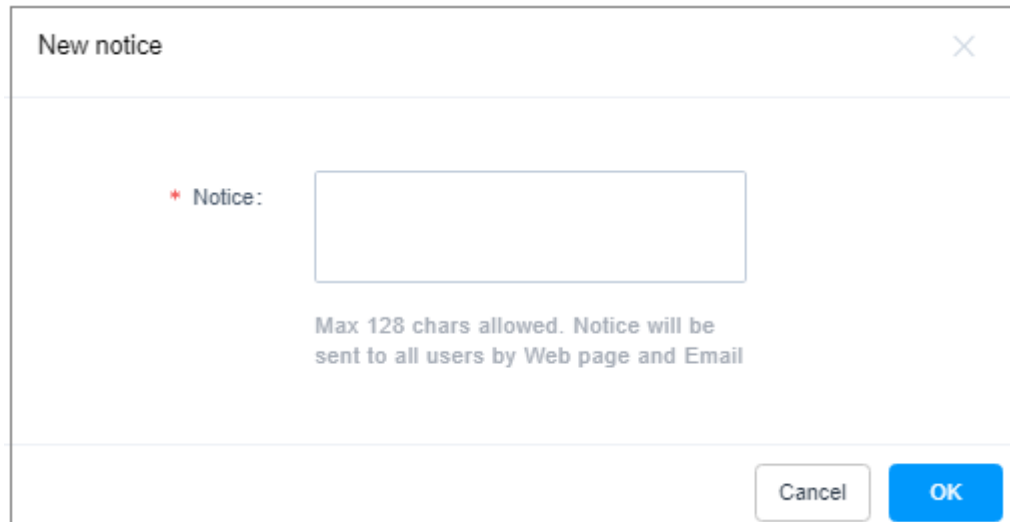 New notice
* Notice:
Max 128 chars allowed. Notice will be
sent to all users by Web page and Email
Cancel
OK